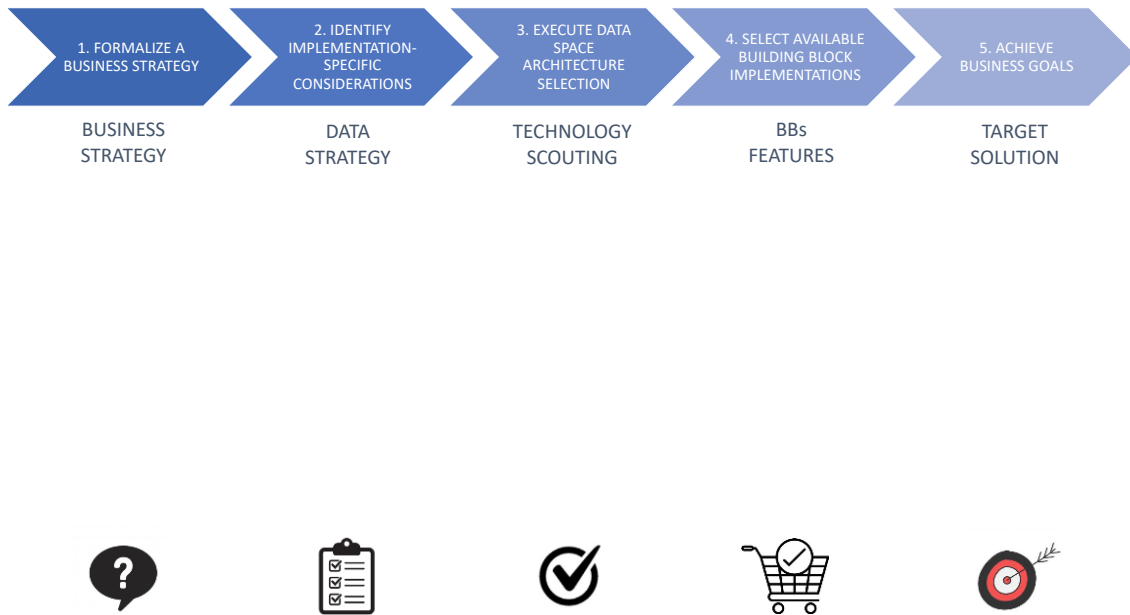 1. FORMALIZE A
BUSINESS STRATEGY
2. IDENTIFY
IMPLEMENTATION-
SPECIFIC
CONSIDERATIONS
3. EXECUTE DATA
SPACE
ARCHITECTURE
SELECTION
4. SELECT AVAILABLE
BUILDING BLOCK
IMPLEMENTATIONS
5. ACHIEVE
BUSINESS GOALS
BUSINESS
STRATEGY
DATA
STRATEGY
TECHNOLOGY
SCOUTING
BBs
FEATURES
TARGET
SOLUTION
?